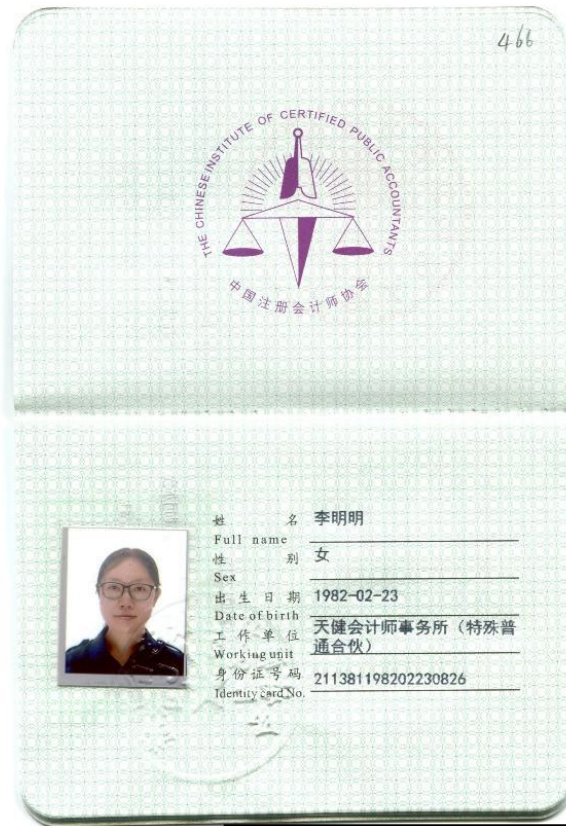 466
THE CHINESE INSTITUTE OF CERTIFIED PUBLIC ACCOUNTANTS
中国注册会计师协会
姓 名 李明明
Full name
性 别 女
Sex
出生日期 1982-02-23
Date of birth
工作单位 天健会计师事务所（特殊普
Working unit 通合伙）
身份证号码 211381198202230826
Identity card No.